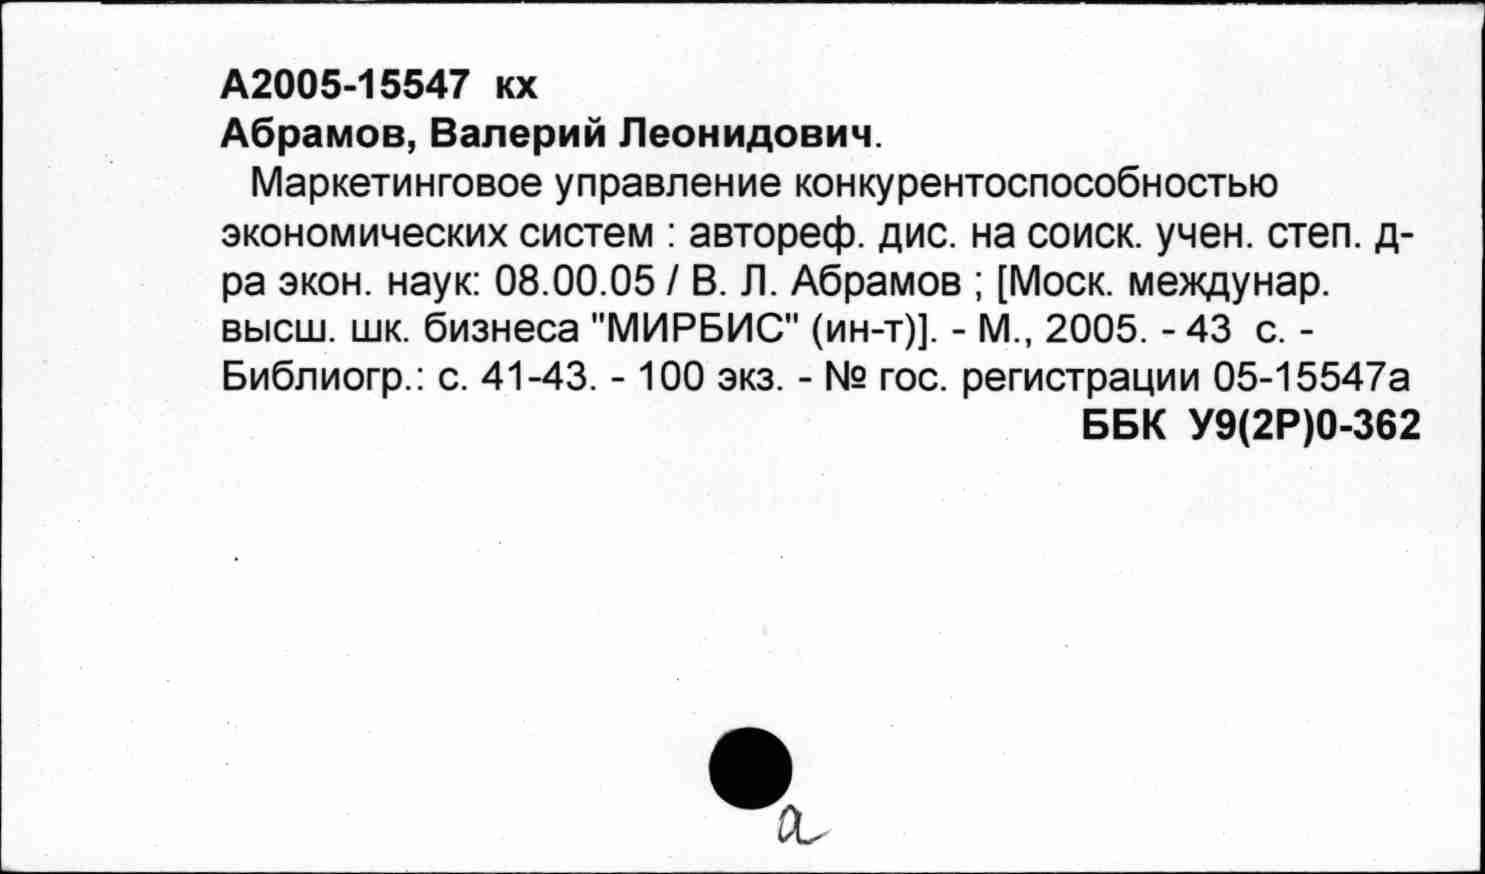 А2005-15547 кх
Абрамов, Валерий Леонидович.
Маркетинговое управление конкурентоспособностью
экономических систем : автореф. дис. на соиск. учен. степ. д-
ра экон. наук: 08.00.05 / В. Л. Абрамов ; [Моск. междунар.
высш. шк. бизнеса "МИРБИС" (ин-т)]. - М., 2005. - 43 с. -
Библиогр.: с. 41-43. - 100 экз. - № гос. регистрации 05-15547а
ББК У9(2Р)0-362
а